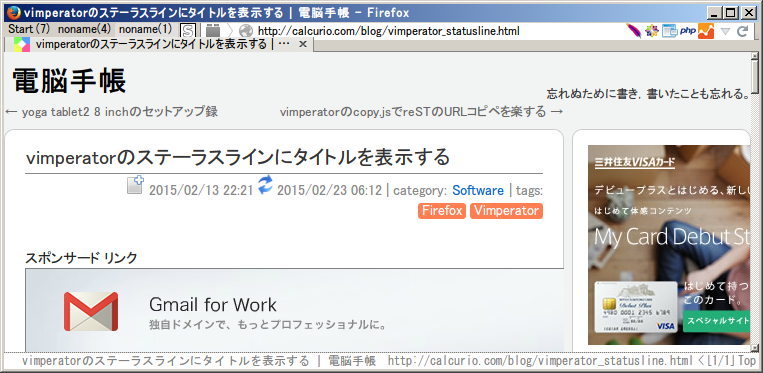 vimperatorのステーラスラインにタイトルを表示する | 電脳手帳 - Firefox
Start (7) noname(4) noname(1) S http://calcurio.com/blog/vimperator_statusline.html php
vimperatorのステーラスラインにタイトルを表示する | ...
電脳手帳
忘れぬために書き，書いたことも忘れる。
← yoga tablet2 8 inchのセットアップ録 vimperatorのcopy.jsでreSTのURLコピペを楽する →
vimperatorのステーラスラインにタイトルを表示する
2015/02/13 22:21 2015/02/23 06:12 | category: Software | tags:
Firefox Vimperator
スポンサード リンク
Gmail for Work
独自ドメインで、もっとプロフェッショナルに。
三井住友VISAカード
デビュープラスとはじめる、新しい
はじめて体感コンテンツ
My Card Debut St
はじめて持つ
このカード。
スペシャルサイト
VISA
vimperatorのステーラスラインにタイトルを表示する | 電脳手帳 http://calcurio.com/blog/vimperator_statusline.html <[1/1]Top